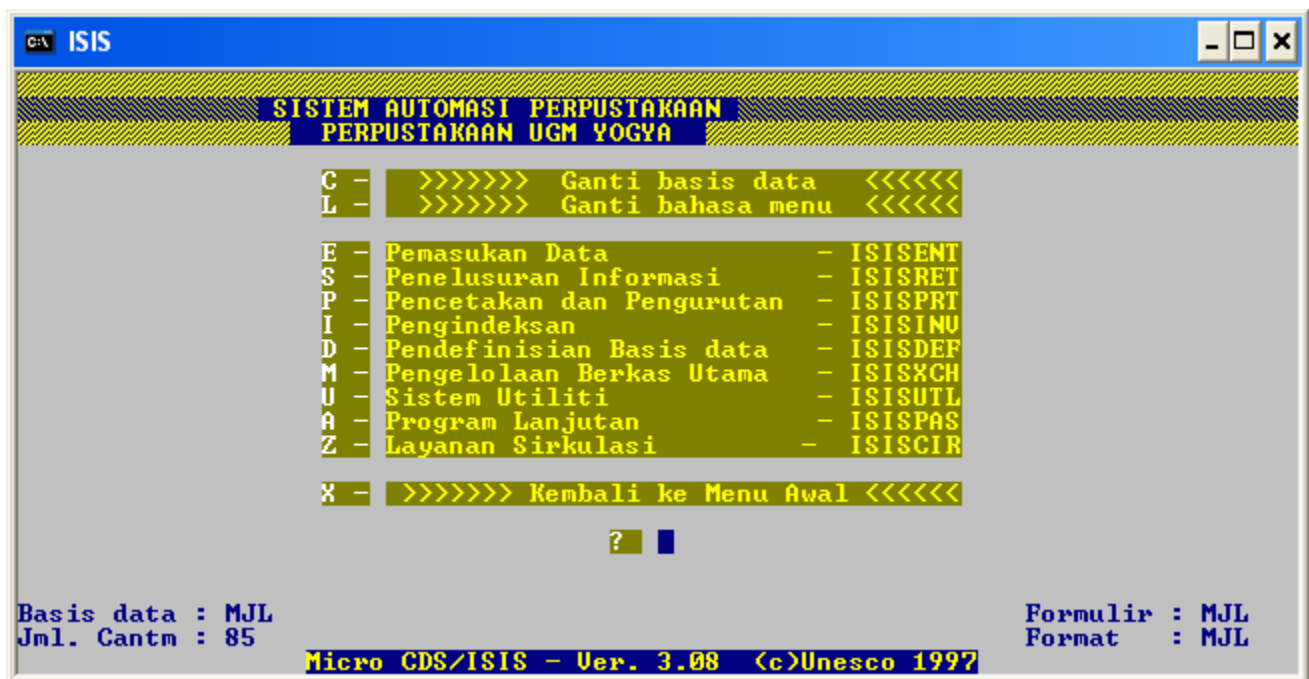 C:\ ISIS
SISTEM AUTOMASI PERPUSTAKAAN
PERPUSTAKAAN UGM YOGYA
C - >>>>>>> Ganti basis data <<<<<<
L - >>>>>>> Ganti bahasa menu <<<<<<
E - Pemasukan Data - ISISENT
S - Penelusuran Informasi - ISISRET
P - Pencetakan dan Pengurutan - ISISPRT
I - Pengindeksan - ISISINV
D - Pendefinisian Basis data - ISISDEF
M - Pengelolaan Berkas Utama - ISISXCH
U - Sistem Utiliti - ISISUTL
A - Program Lanjutan - ISISPAS
Z - Layanan Sirkulasi - ISISCIR
X - >>>>>>> Kembali ke Menu Awal <<<<<<
?
Basis data : MJL
Jml. Cantm : 85
Formulir : MJL
Format : MJL
Micro CDS/ISIS - Ver. 3.08 (c)Unesco 1997